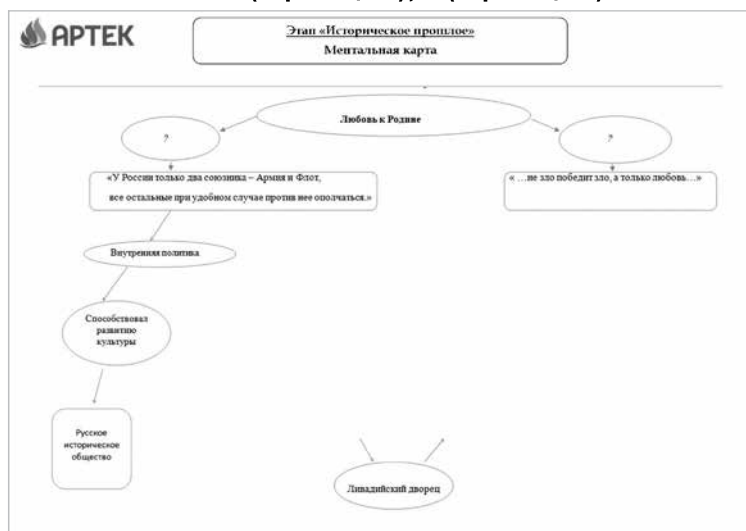 АРТЕК
Этап «Историческое прошлое»
Ментальная карта
Любовь к Родине
?
?
«У России только два союзника – Армия и Флот,
все остальные при удобном случае против нее ополчаться.»
« …не зло победит зло, а только любовь…»
Внутренняя политика
Способствовал
развитию
культуры
Русское
историческое
общество
Ливадийский дворец